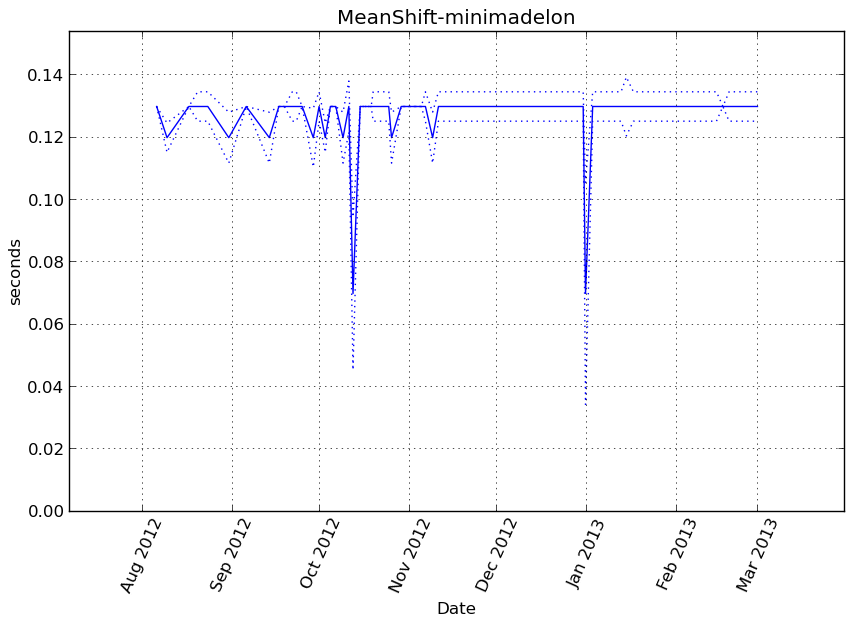 MeanShift-minimadelon
0.14
0.12
0.10
0.08
0.06
0.04
0.02
0.00
seconds
Aug 2012
Sep 2012
Oct 2012
Nov 2012
Dec 2012
Jan 2013
Feb 2013
Mar 2013
Date